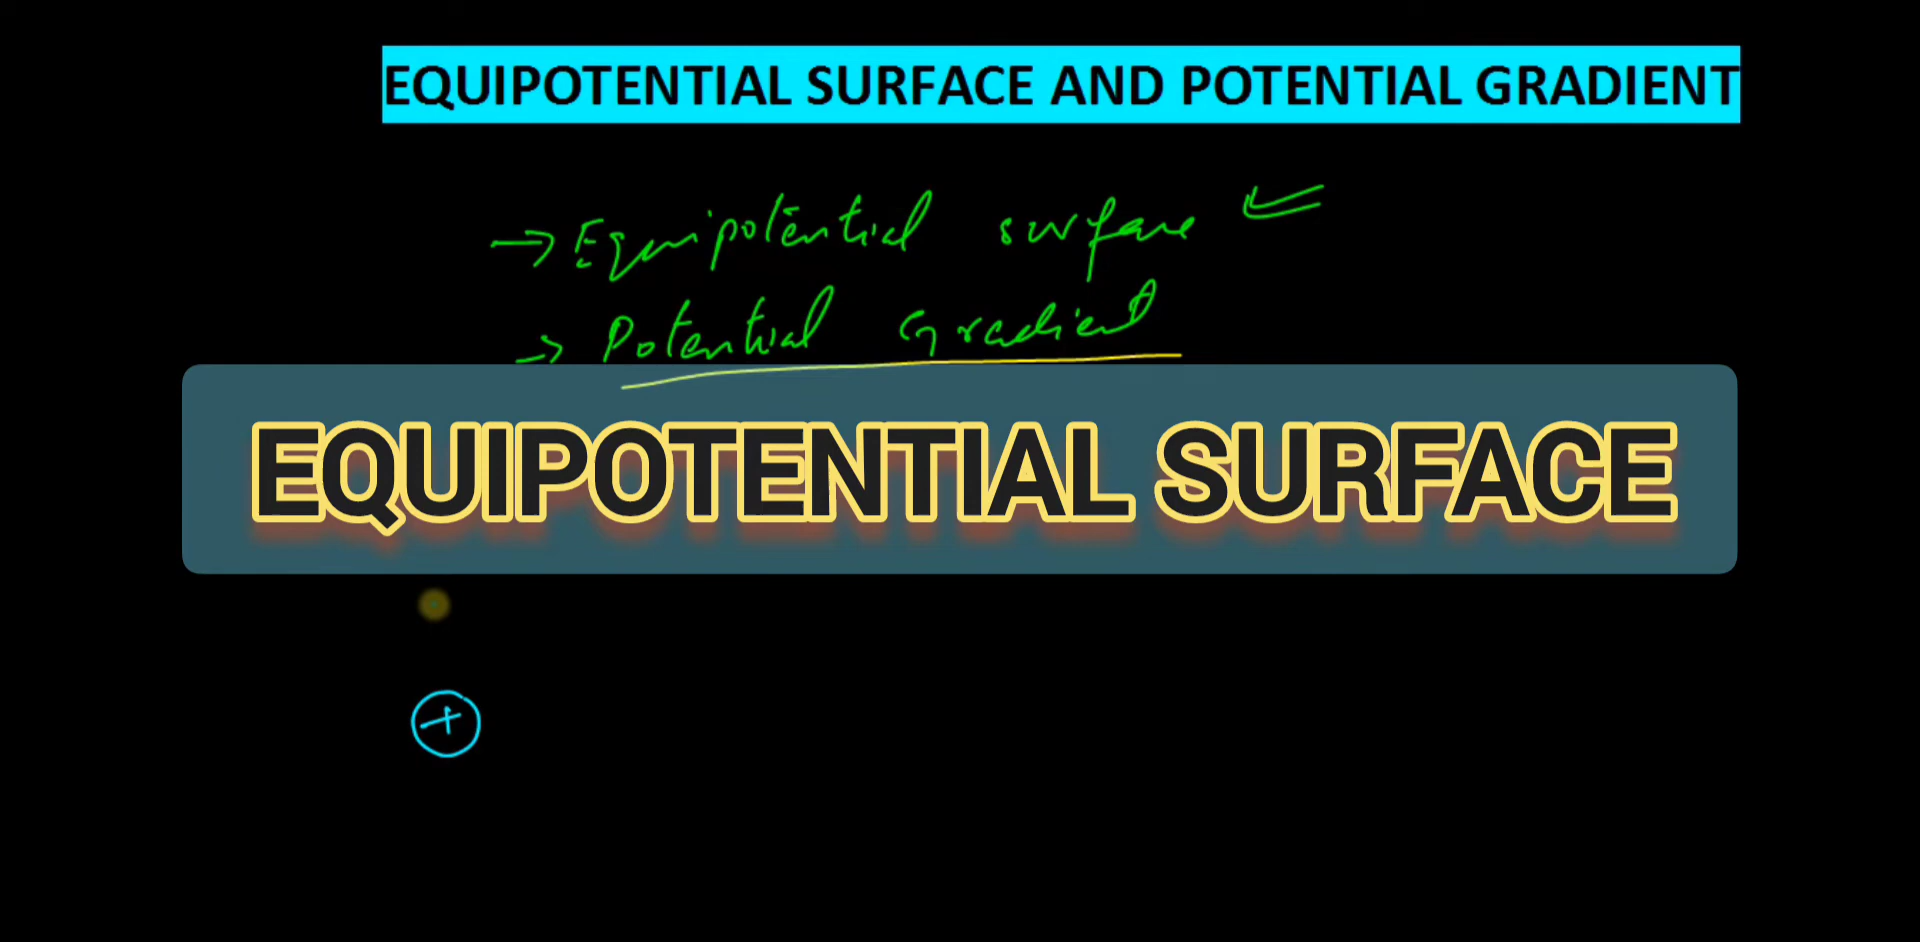 EQUIPOTENTIAL SURFACE AND POTENTIAL GRADIENT
→ Equipotential surface
→ Potential Gradient
EQUIPOTENTIAL SURFACE
+